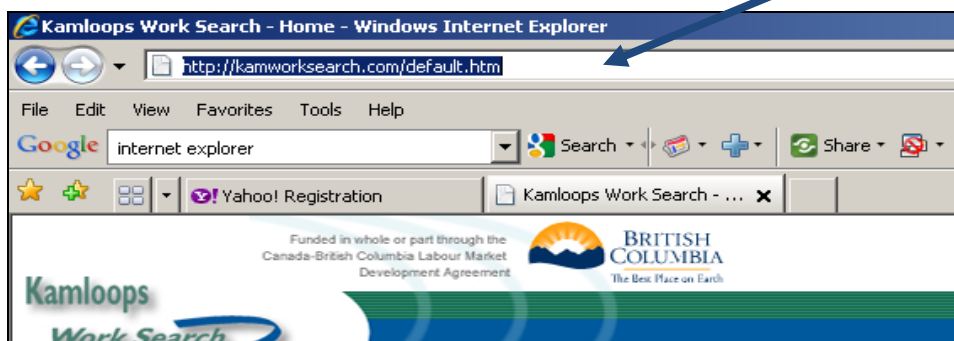 Kamloops Work Search - Home - Windows Internet Explorer
http://kamworksearch.com/default.htm
File Edit View Favorites Tools Help
Google internet explorer Search Share
Yahoo! Registration Kamloops Work Search - ...
Funded in whole or part through the
Canada-British Columbia Labour Market
Development Agreement
BRITISH
COLUMBIA
The Best Place on Earth
Kamloops
Work Search